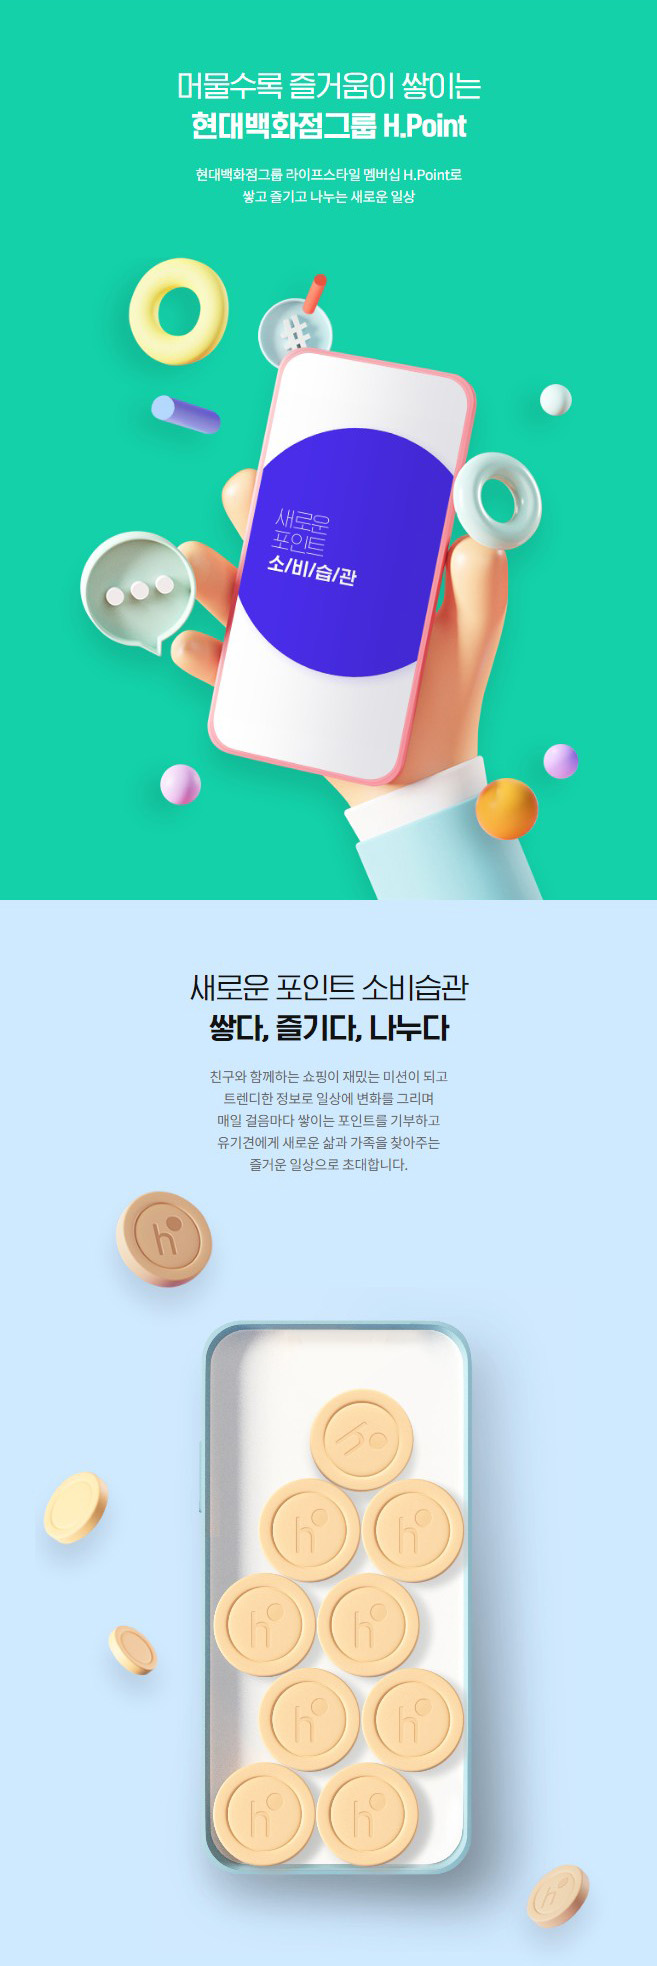 머물수록 즐거움이 쌓이는
현대백화점그룹 H.Point
현대백화점그룹 라이프스타일 멤버십 H.Point로
쌓고 즐기고 나누는 새로운 일상
#
새로운
포인트
소/비/습/관
새로운 포인트 소비습관
쌓다, 즐기다, 나누다
친구와 함께하는 쇼핑이 재밌는 미션이 되고
트렌디한 정보로 일상에 변화를 그리며
매일 걸음마다 쌓이는 포인트를 기부하고
유기견에게 새로운 삶과 가족을 찾아주는
즐거운 일상으로 초대합니다.
h
h
h h
h h
h h
h h
h